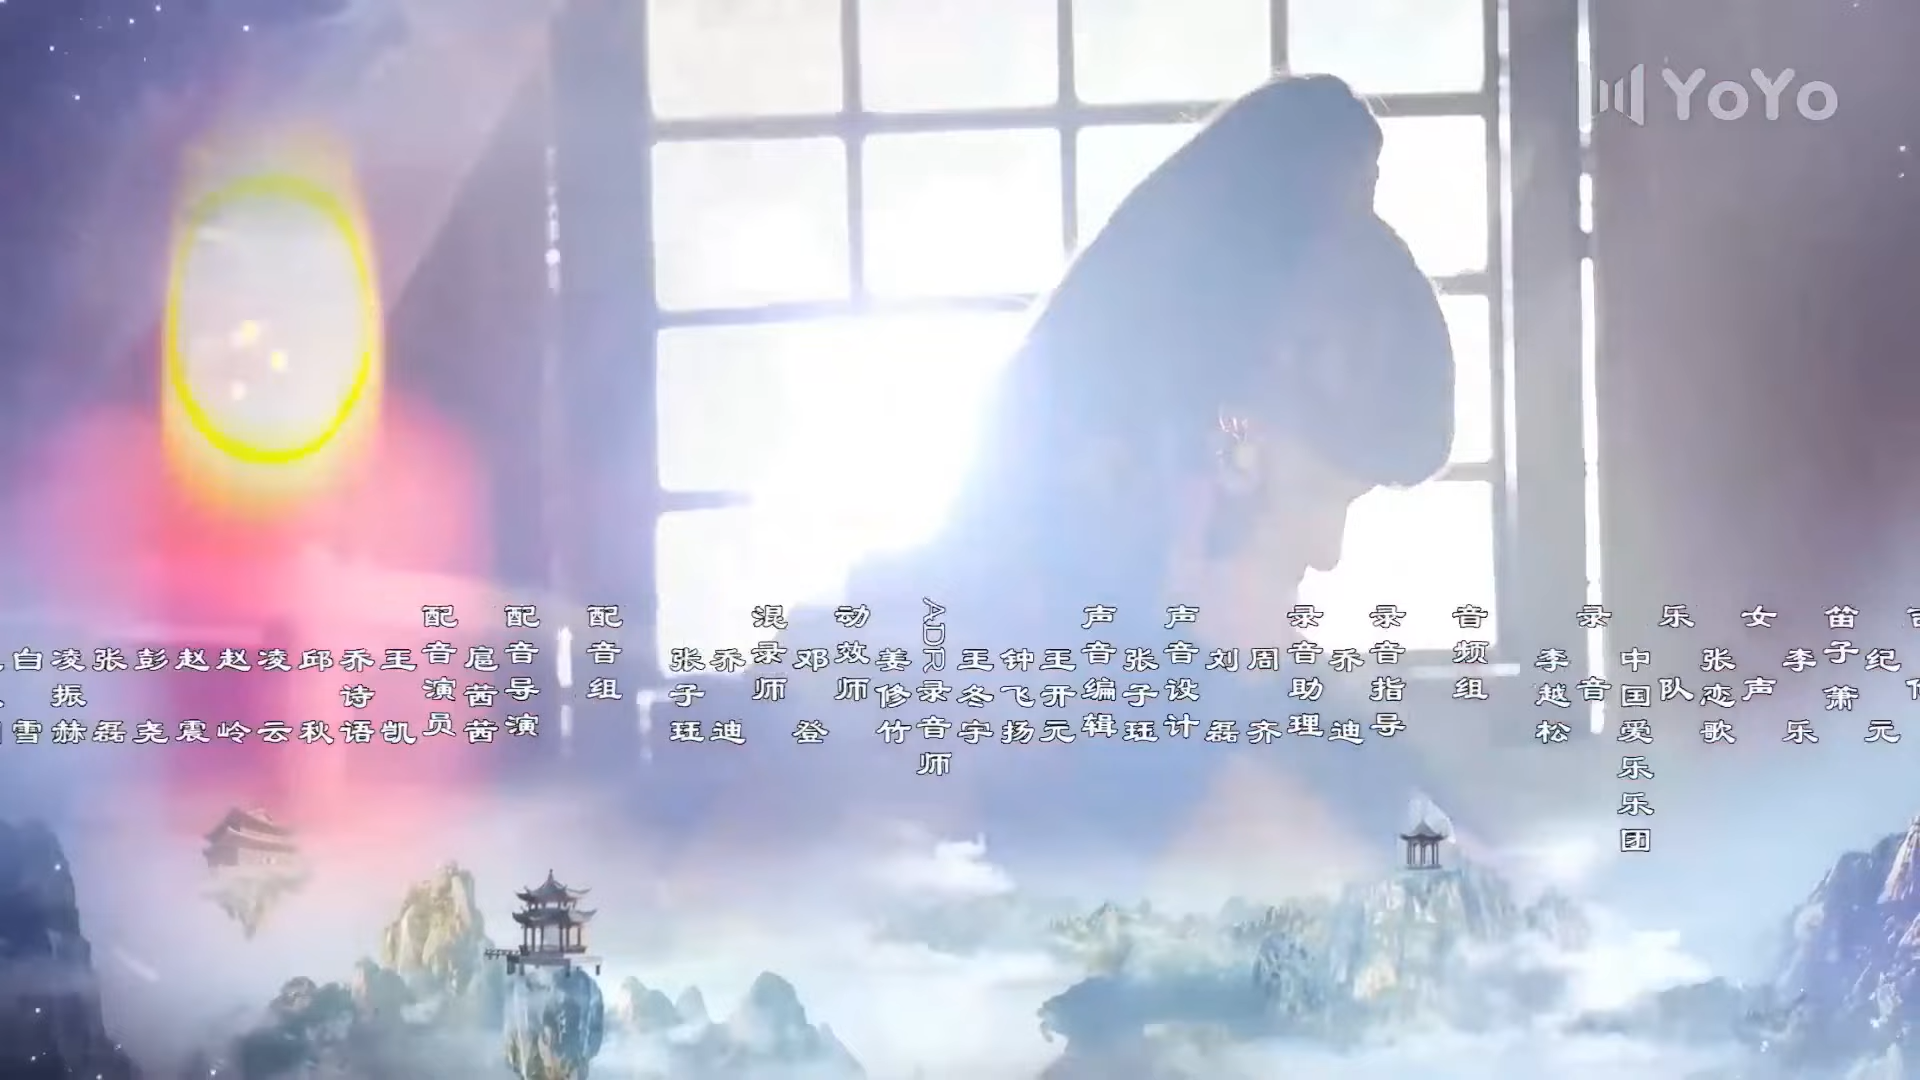 YoYo
纪元
笛子箫
李乐
女声
张恋歌
乐队
中国爱乐乐团
录音
李越松
音频组
录音指导
乔迪
录音助理
周齐
刘磊
声音设计
张子珏
声音编辑
王开元
钟飞扬
王冬宇
ADR录音师
姜修竹
动效师
邓登
混录师
乔迪
张子珏
配音组
配音导演
扈茜茜
配音演员
王凯
乔诗语
邱秋
凌云
赵岭
赵震
彭尧
张磊
凌振赫
白雪